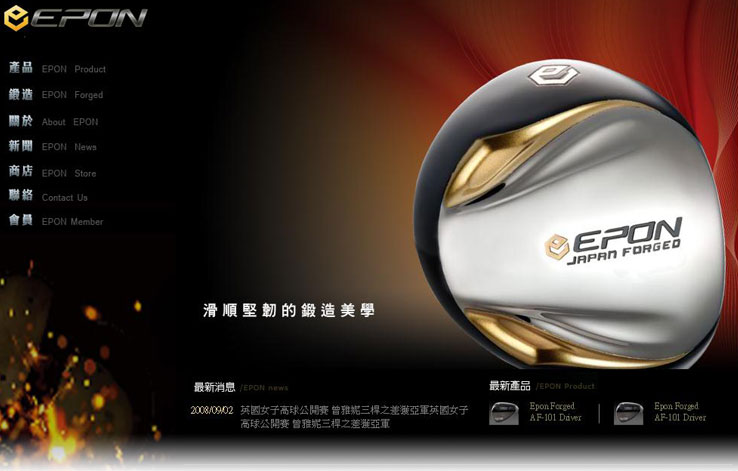 EPON
產品 EPON Product
鍛造 EPON Forged
關於 About EPON
新聞 EPON News
商店 EPON Store
聯絡 Contact Us
會員 EPON Member
EPON
JAPAN FORGED
滑順堅韌的鍛造美學
最新消息 /EPON news
2008/09/02 英國女子高球公開賽 曾雅妮三桿之差獲亞軍英國女子
高球公開賽 曾雅妮三桿之差獲亞軍
最新產品 /EPON Product
Epon Forged
AF-101 Driver
Epon Forged
AF-101 Driver